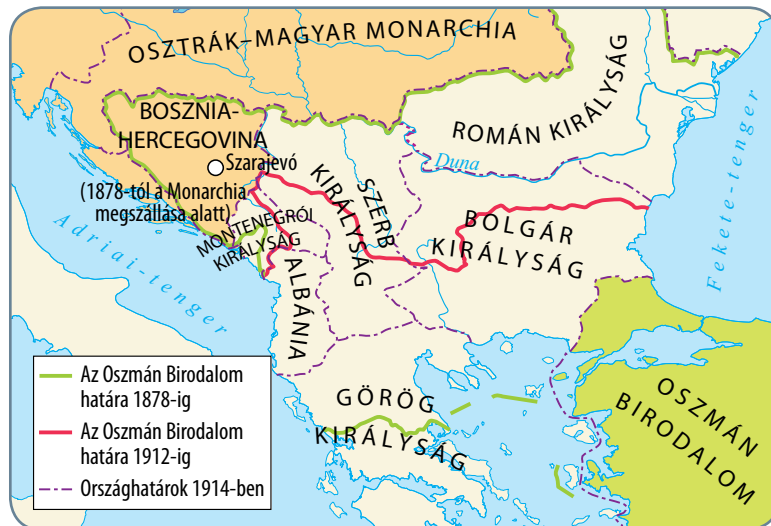 OSZTRÁK–MAGYAR MONARCHIA
BOSZNIA-
HERCEGOVINA
Szarajevó
(1878-tól a Monarchia
megszállása alatt)
ROMÁN KIRÁLYSÁG
Duna
SZERB
KIRÁLYSÁG
MONTENEGRÓI
KIRÁLYSÁG
BOLGÁR
KIRÁLYSÁG
ALBÁNIA
Adriai-tenger
Fekete-tenger
GÖRÖG
KIRÁLYSÁG
OSZMÁN
BIRODALOM
Az Oszmán Birodalom
határa 1878-ig
Az Oszmán Birodalom
határa 1912-ig
Országhatárok 1914-ben